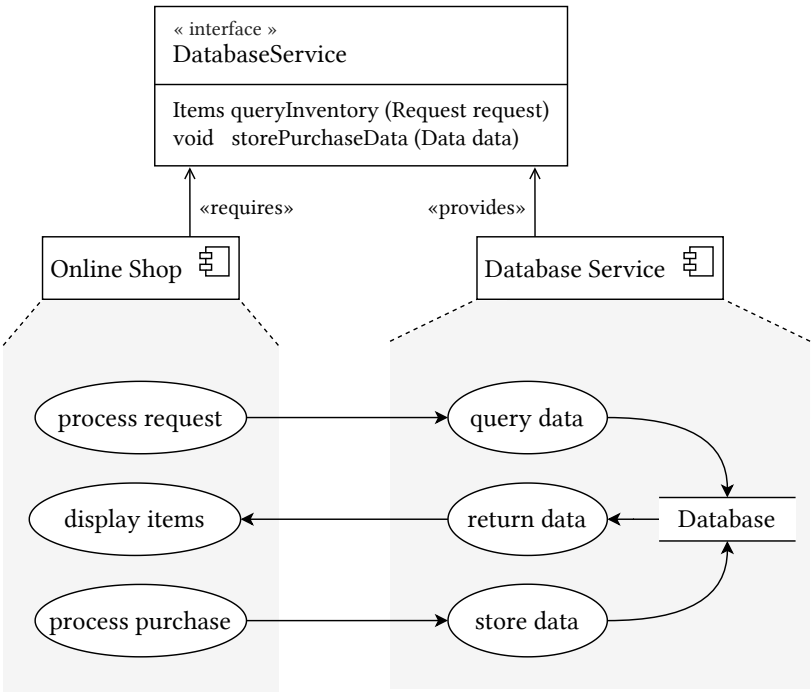 « interface »
DatabaseService
Items queryInventory (Request request)
void storePurchaseData (Data data)
«requires» «provides»
Online Shop Database Service
process request query data
display items return data Database
process purchase store data